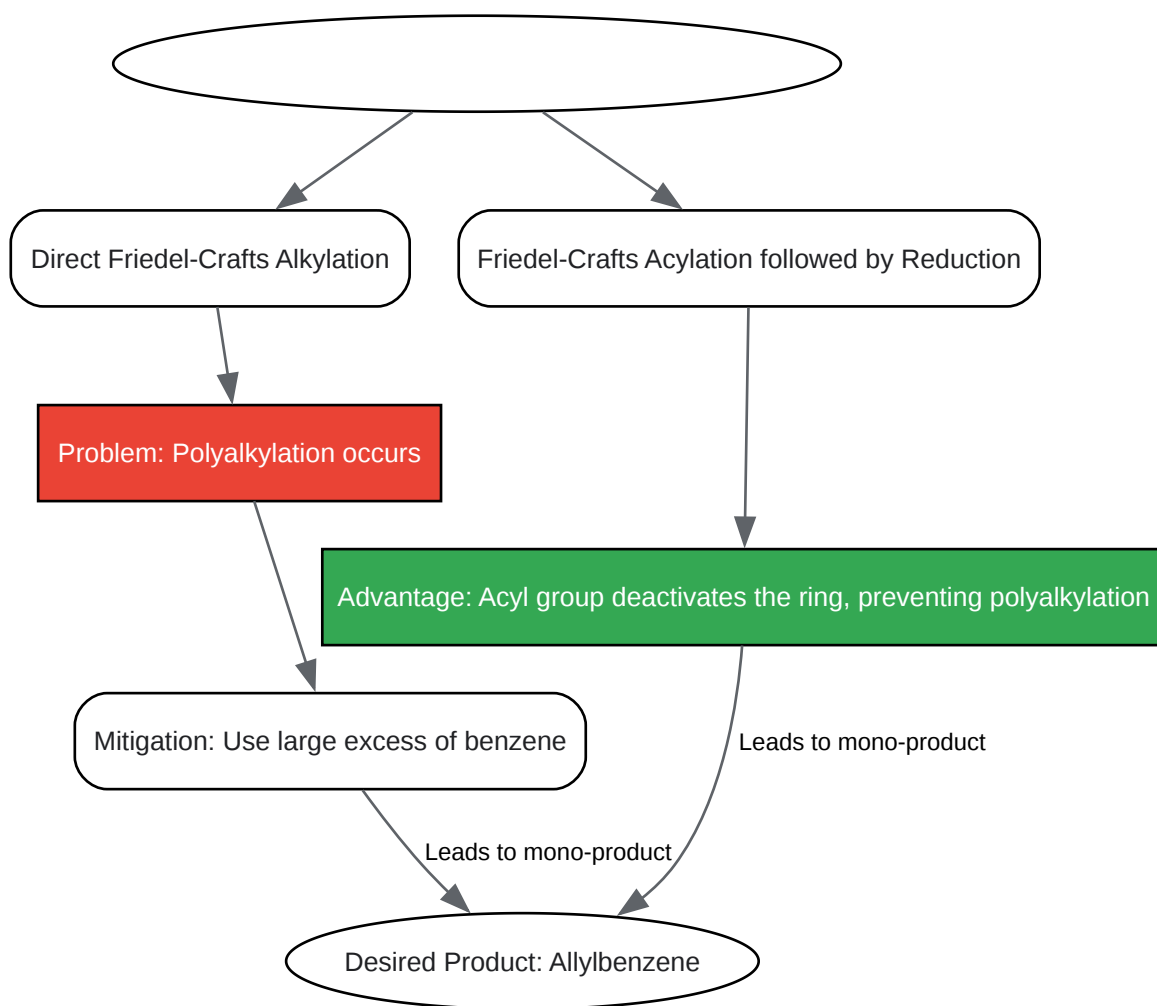 Direct Friedel-Crafts Alkylation
Friedel-Crafts Acylation followed by Reduction
Problem: Polyalkylation occurs
Advantage: Acyl group deactivates the ring, preventing polyalkylation
Mitigation: Use large excess of benzene
Leads to mono-product
Leads to mono-product
Desired Product: Allylbenzene